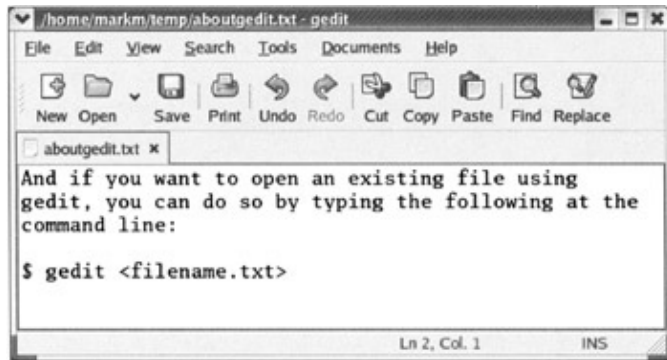 /home/markm/temp/aboutgedit.txt - gedit
File Edit View Search Tools Documents Help
New Open Save Print Undo Redo Cut Copy Paste Find Replace
aboutgedit.txt
And if you want to open an existing file using
gedit, you can do so by typing the following at the
command line:
$ gedit <filename.txt>
Ln 2, Col. 1 INS